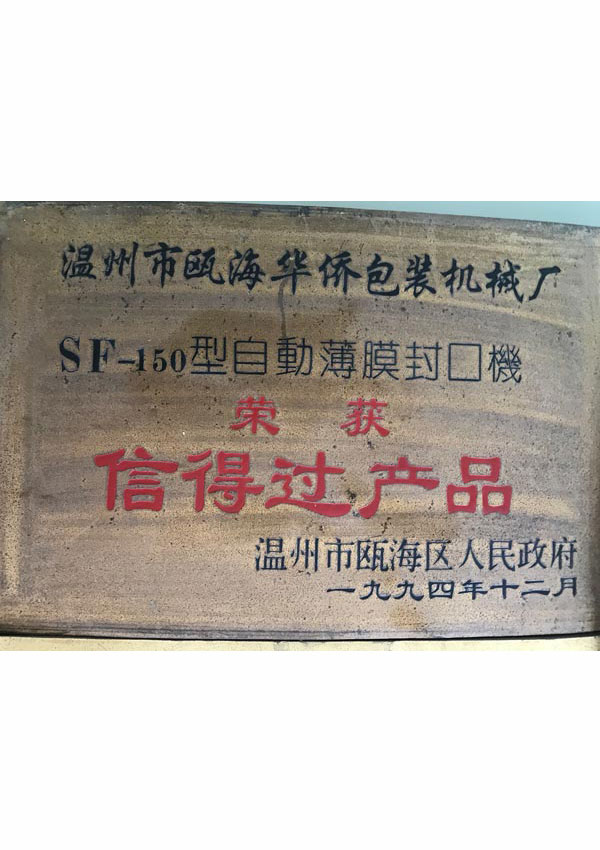 温州市瓯海华侨包装机械厂
SF-150型自動薄膜封口機
荣获
信得过产品
温州市瓯海区人民政府
一九九四年十二月